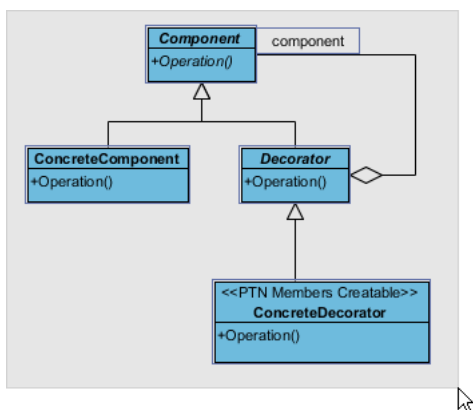 Component
component
+Operation()
ConcreteComponent
+Operation()
Decorator
+Operation()
<<PTN Members Creatable>>
ConcreteDecorator
+Operation()